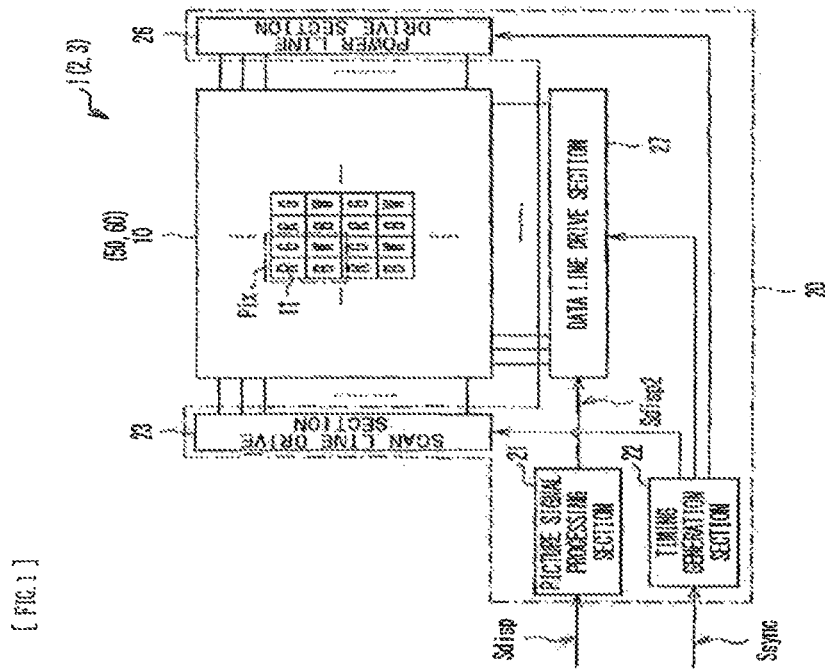 [ FIG. 1 ]
1 (2, 3)
(50, 60)
10
Pix
11
23
SCAN LINE DRIVE
SECTION
26
POWER LINE
DRIVE SECTION
21
PICTURE SIGNAL
PROCESSING
SECTION
Sdisp
Sdisp2
DATA LINE DRIVE SECTION
27
22
TIMING
GENERATION
SECTION
Ssync
20